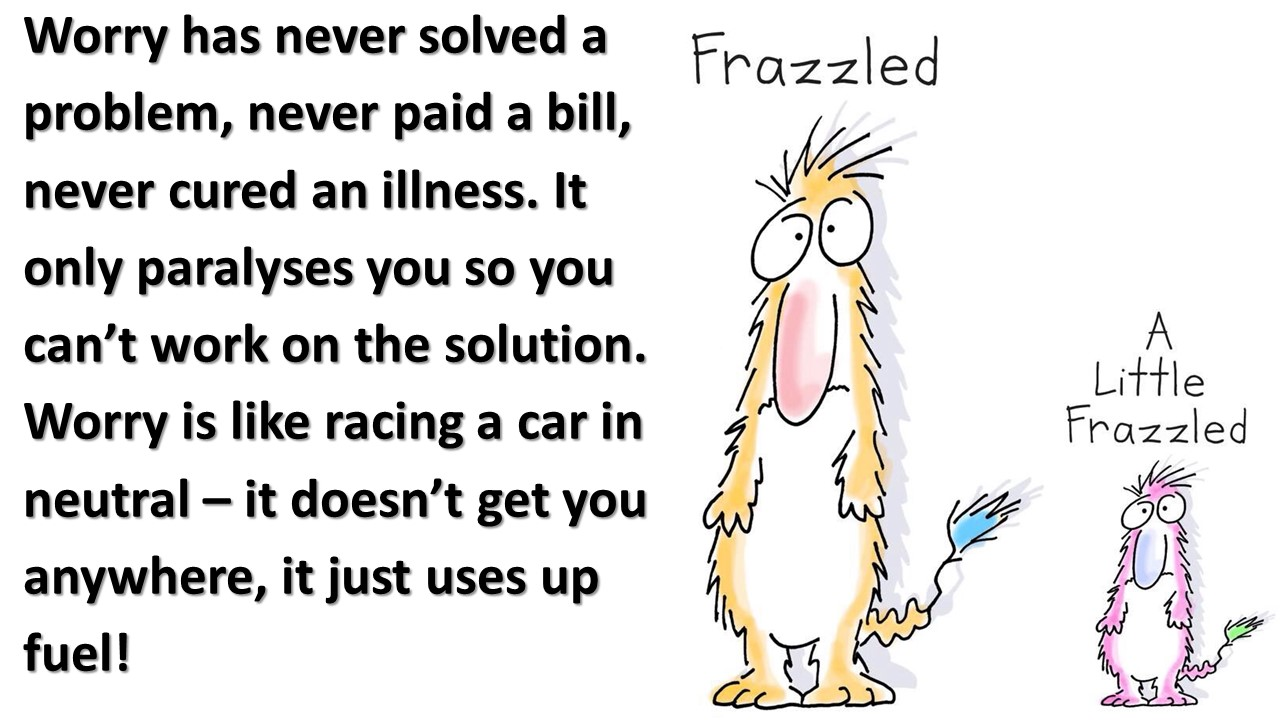 Worry has never solved a
problem, never paid a bill,
never cured an illness. It
only paralyses you so you
can’t work on the solution.
Worry is like racing a car in
neutral – it doesn’t get you
anywhere, it just uses up
fuel!
Frazzled
A
Little
Frazzled